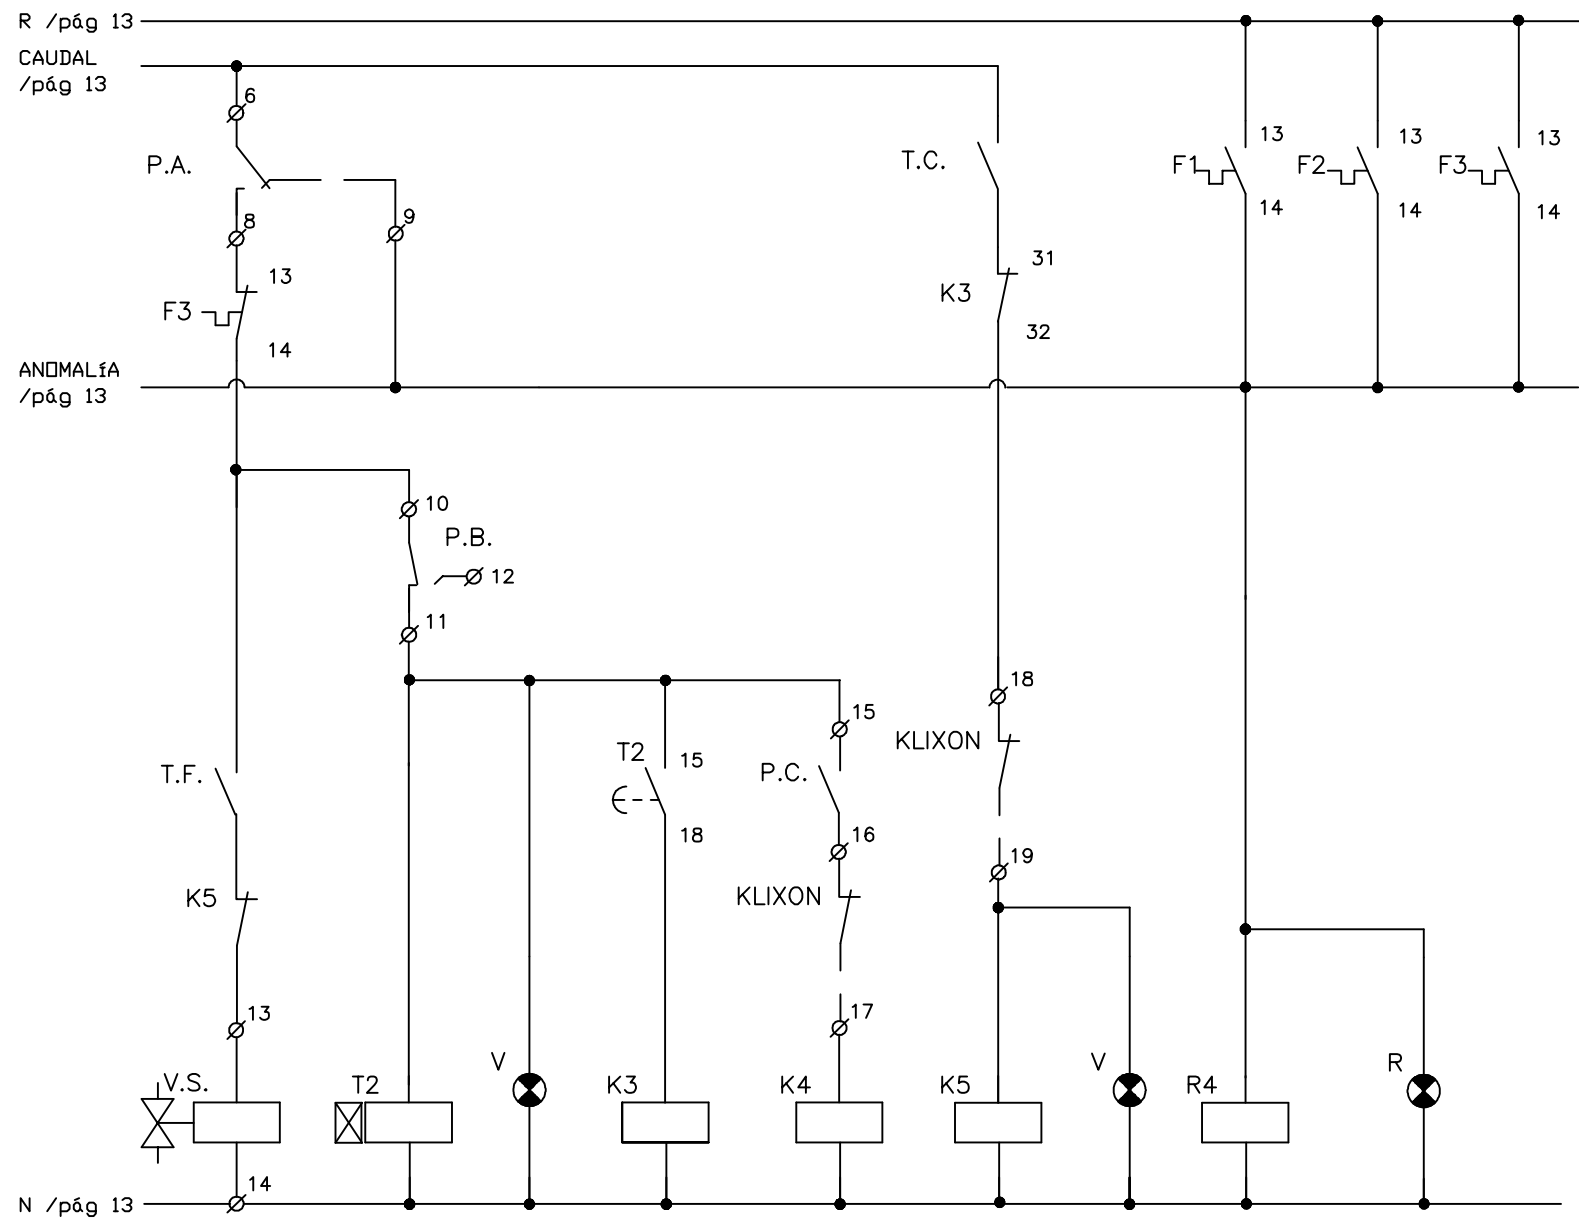 R /pág 13
CAUDAL
/pág 13
6
P.A.
T.C.
13
13
13
F1
F2
F3
14
14
14
8
9
13
F3
14
31
K3
32
ANOMALíA
/pág 13
10
P.B.
12
11
18
15
KLIXON
T2
15
T.F.
P.C.
18
16
19
K5
KLIXON
13
17
V.S.
T2
V
K3
K4
K5
V
R4
R
14
N /pág 13